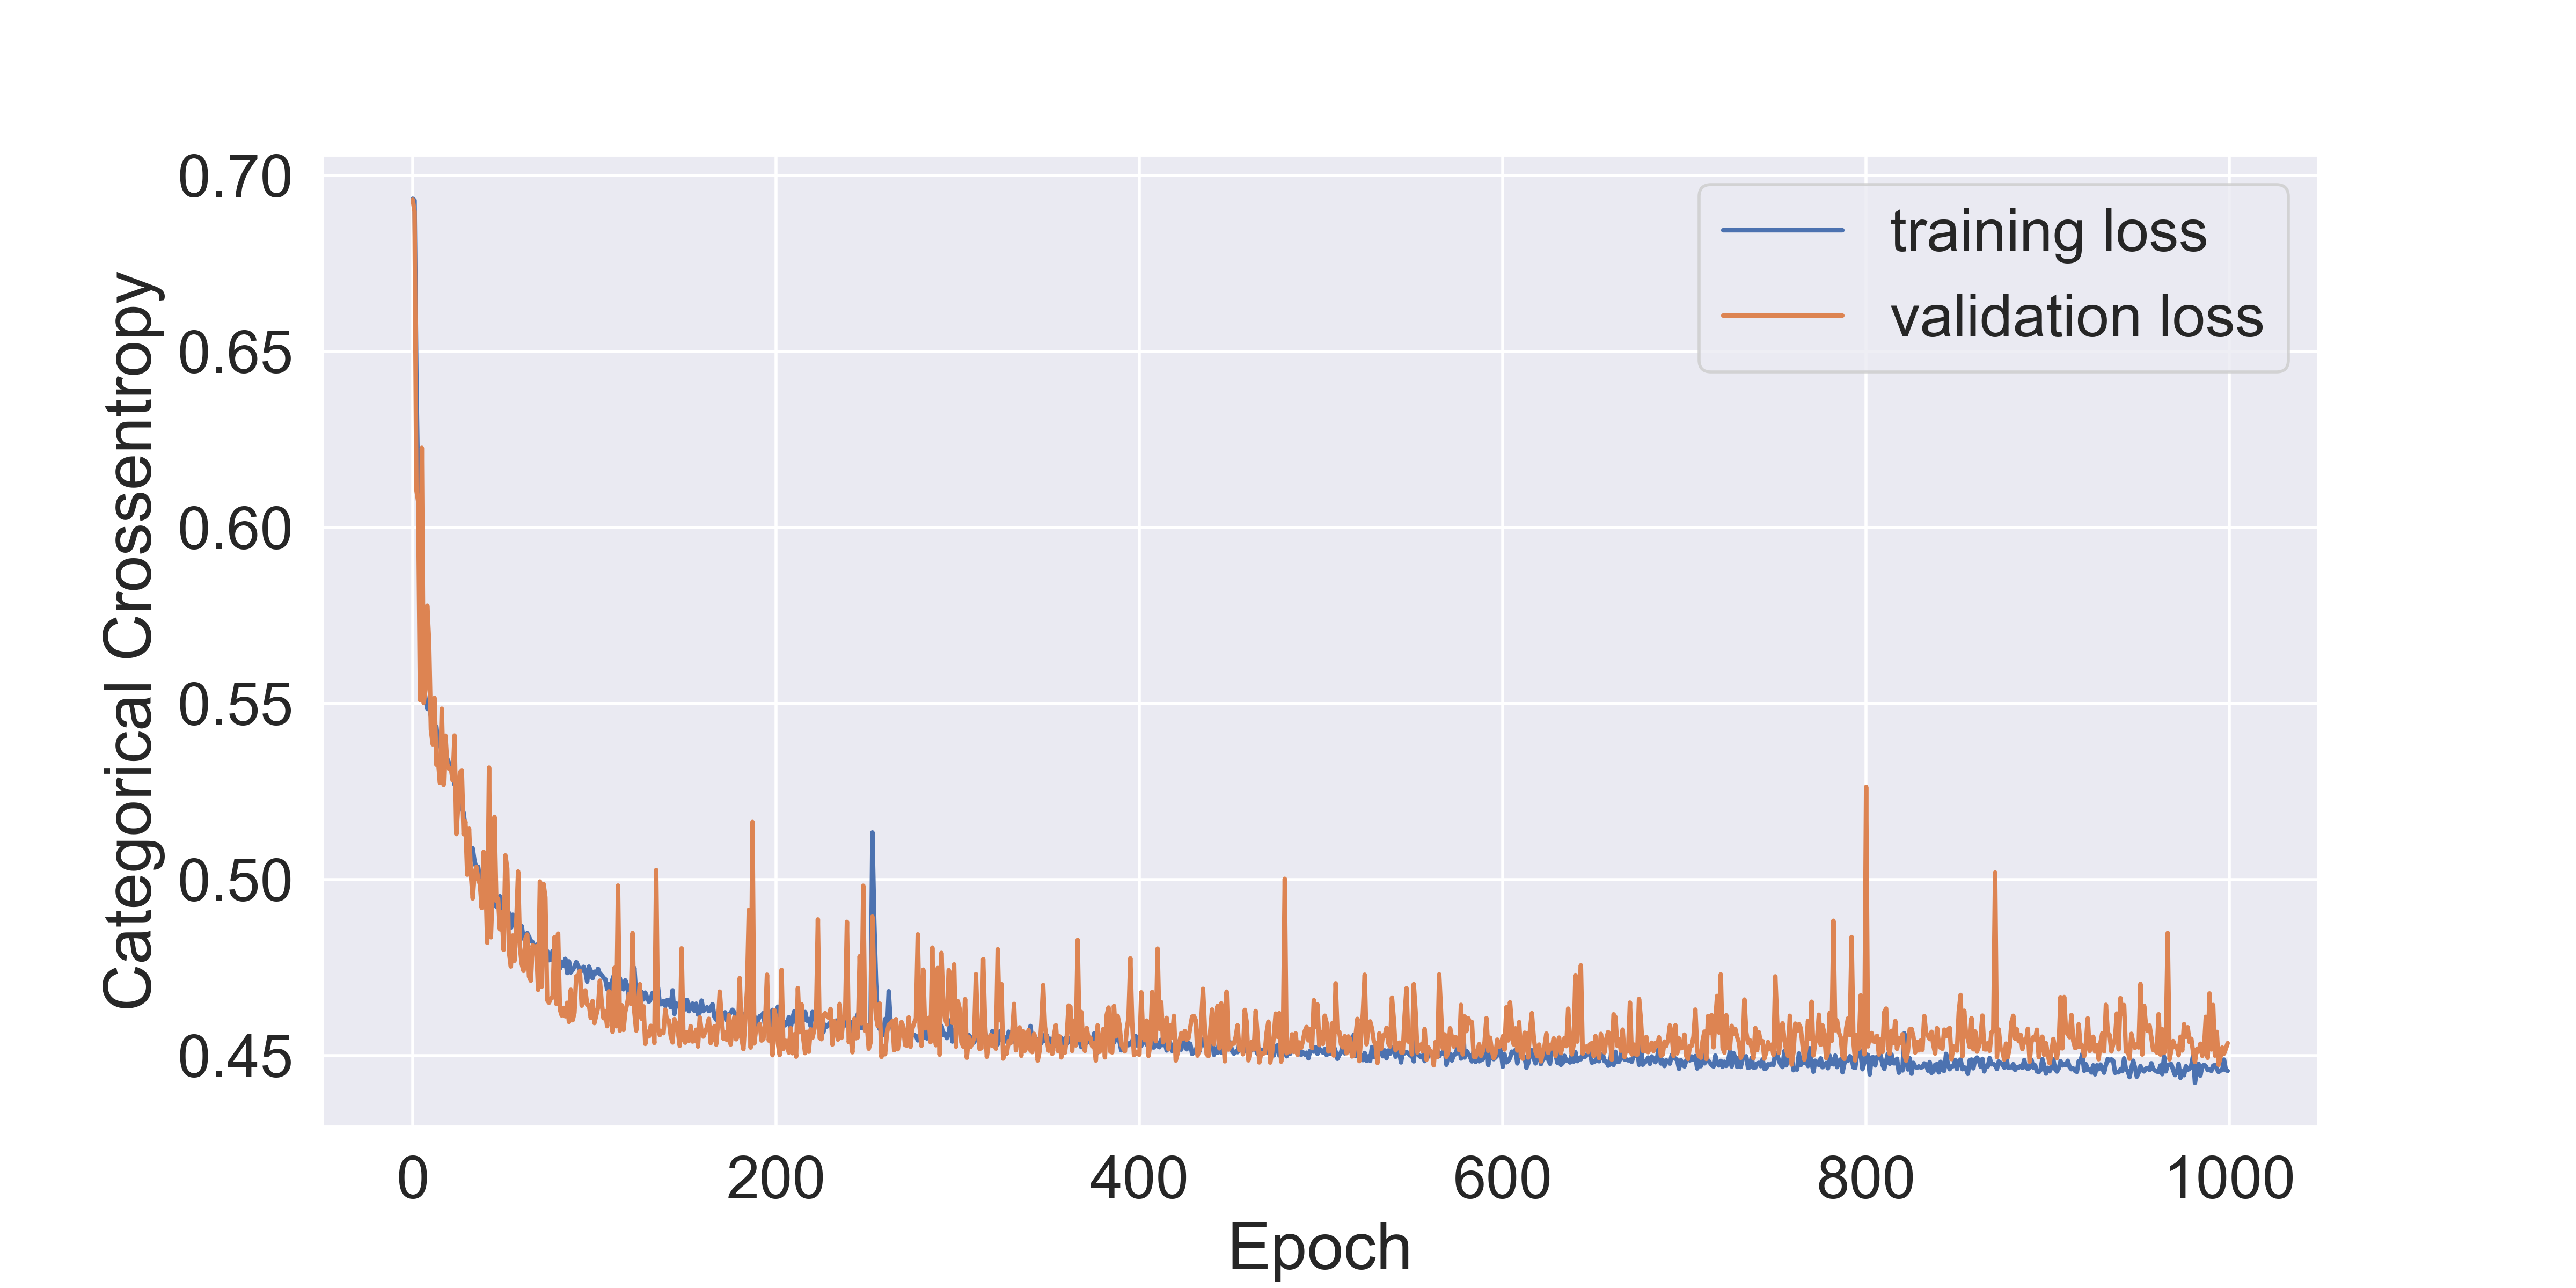 0.70
0.65
0.60
0.55
0.50
0.45
Categorical Crossentropy
training loss
validation loss
0 200 400 600 800 1000
Epoch